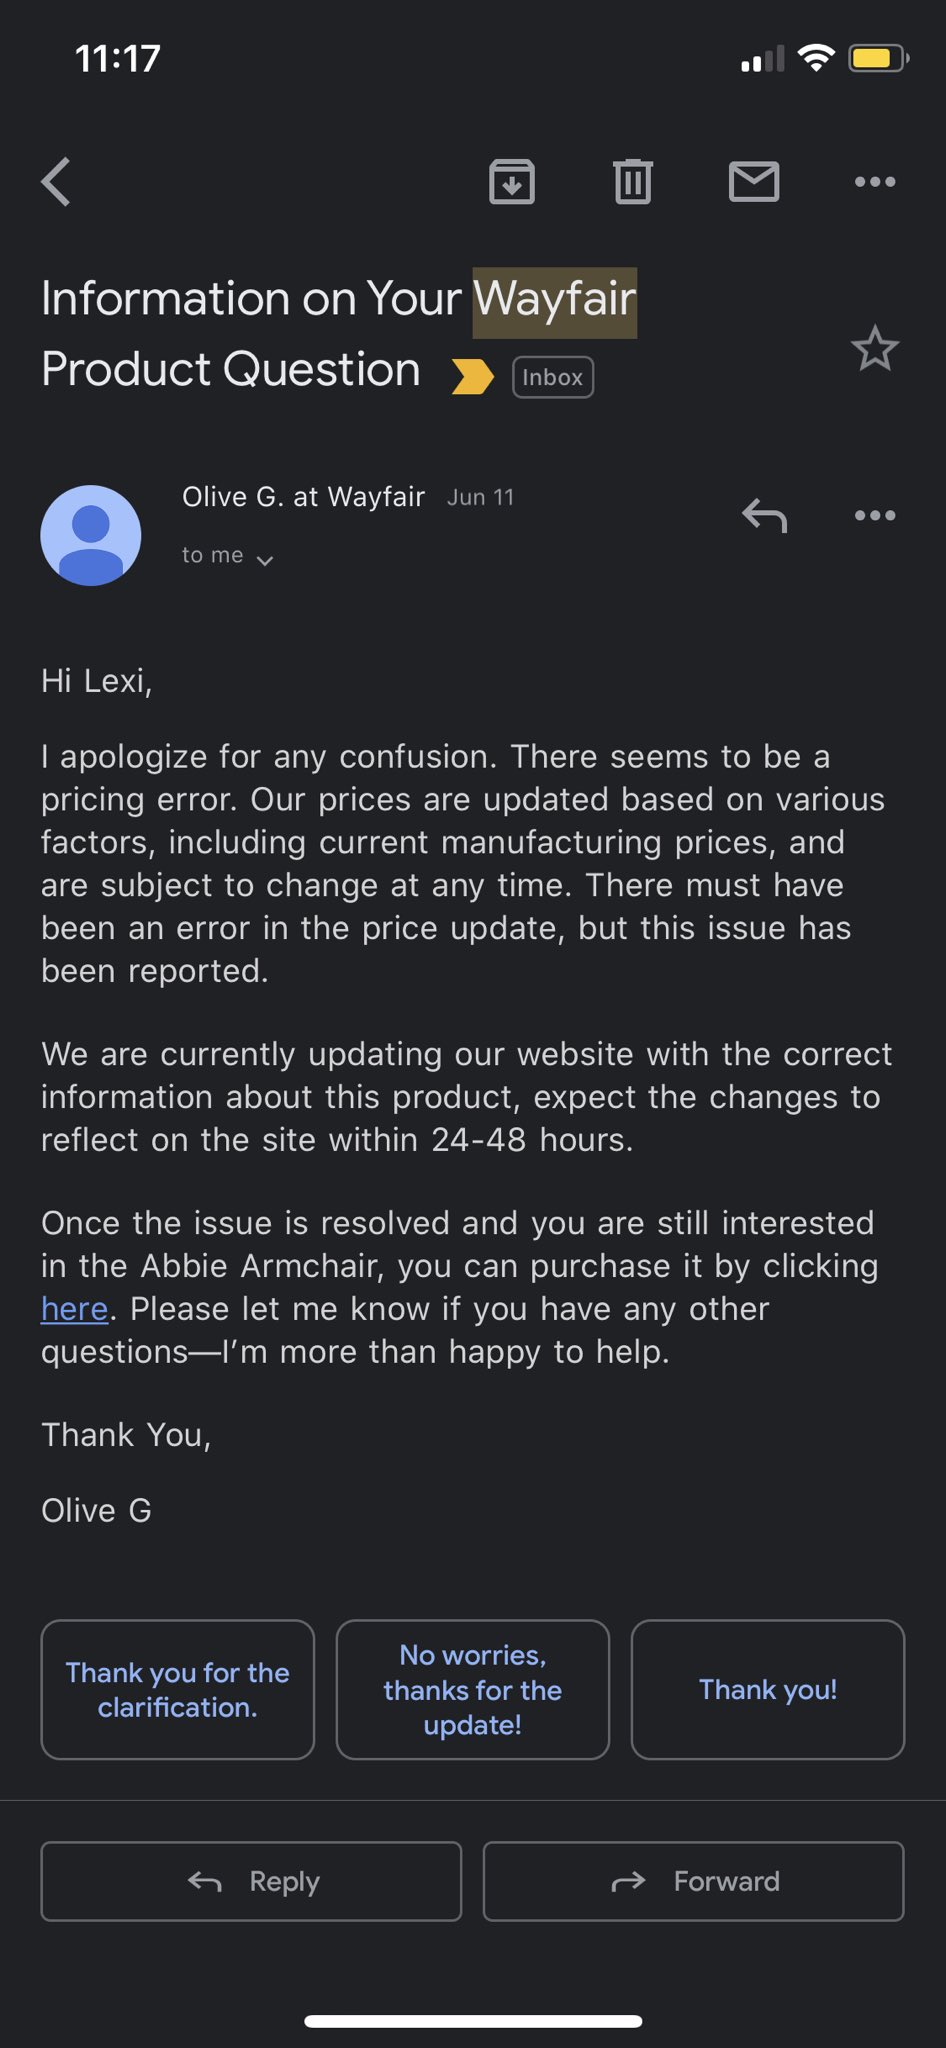 11:17
Information on Your Wayfair
Product Question Inbox
Olive G. at Wayfair Jun 11
to me
Hi Lexi,
I apologize for any confusion. There seems to be a
pricing error. Our prices are updated based on various
factors, including current manufacturing prices, and
are subject to change at any time. There must have
been an error in the price update, but this issue has
been reported.
We are currently updating our website with the correct
information about this product, expect the changes to
reflect on the site within 24-48 hours.
Once the issue is resolved and you are still interested
in the Abbie Armchair, you can purchase it by clicking
here. Please let me know if you have any other
questions—I’m more than happy to help.
Thank You,
Olive G
Thank you for the
clarification.
No worries,
thanks for the
update!
Thank you!
Reply
Forward